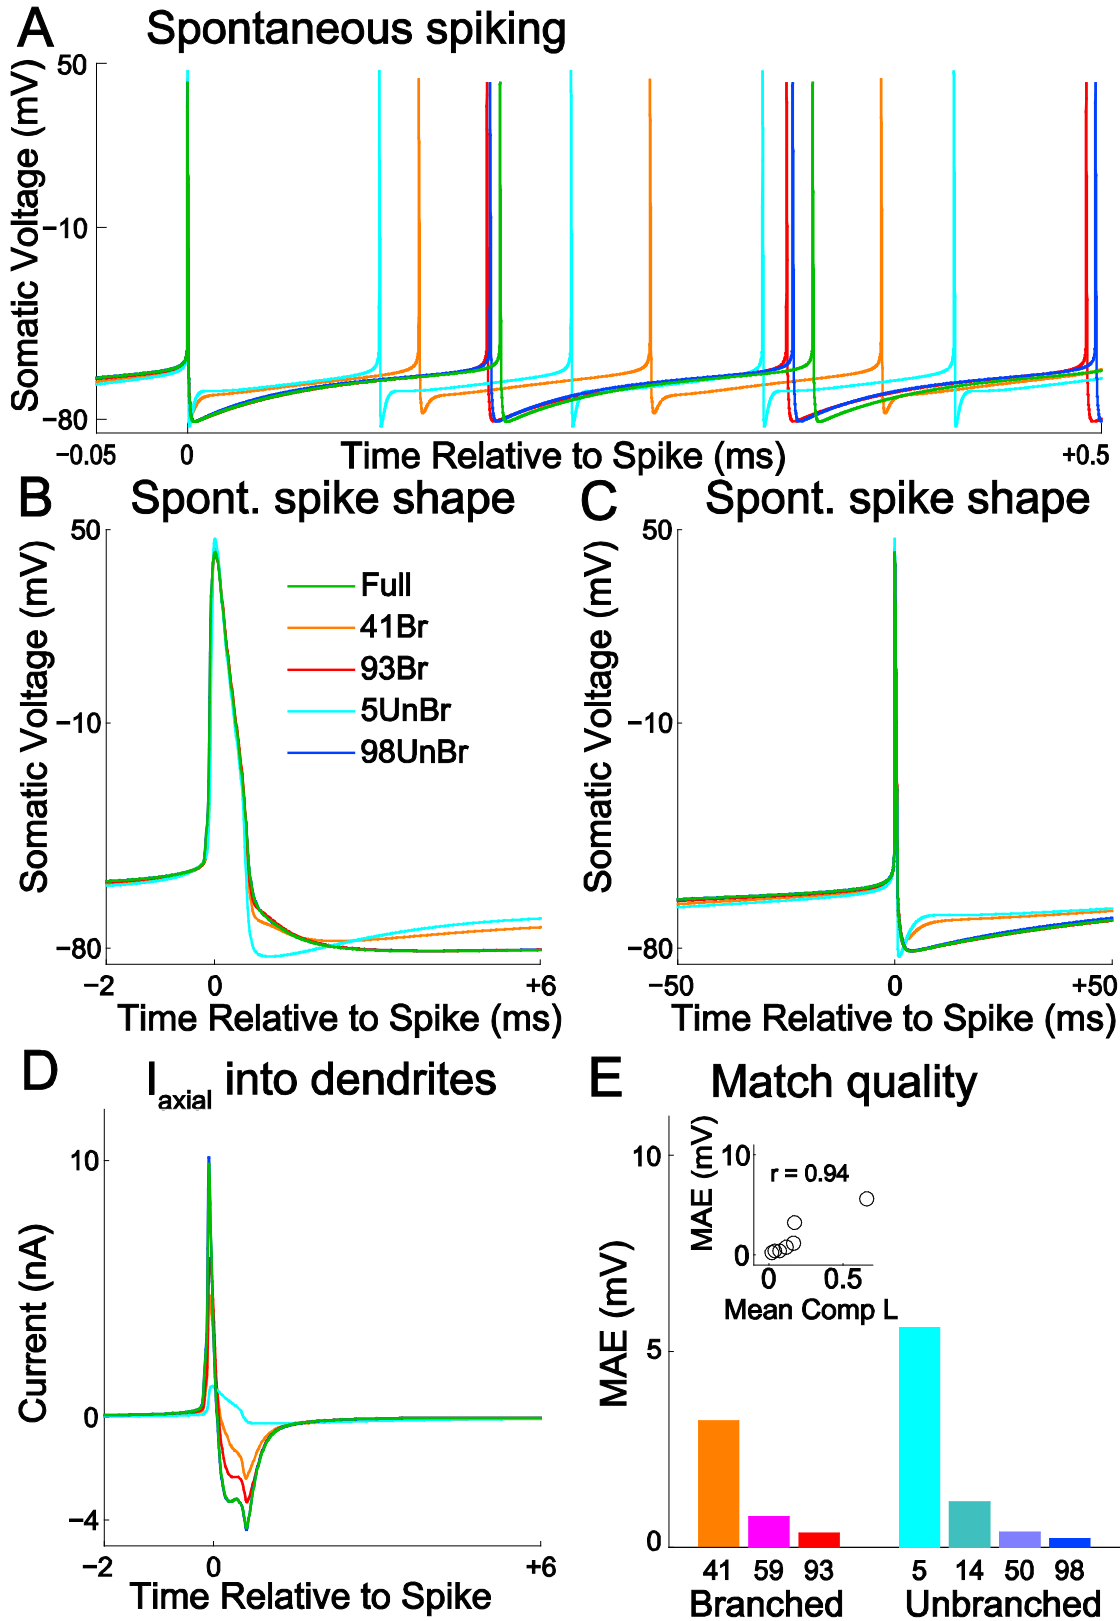 A Spontaneous spiking
Somatic Voltage (mV)
50
−10
−80
−0.05 0 Time Relative to Spike (ms) +0.5
B Spont. spike shape
Somatic Voltage (mV)
50
−10
−80
Full
41Br
93Br
5UnBr
98UnBr
−2 0 +6
Time Relative to Spike (ms)
C Spont. spike shape
Somatic Voltage (mV)
50
−10
−80
−50 0 +50
Time Relative to Spike (ms)
D Iaxial into dendrites
Current (nA)
10
0
−4
−2 0 +6
Time Relative to Spike
E Match quality
MAE (mV)
10
5
0
MAE (mV)
10
0
r = 0.94
0 0.5
Mean Comp L
41 59 93 5 14 50 98
Branched Unbranched